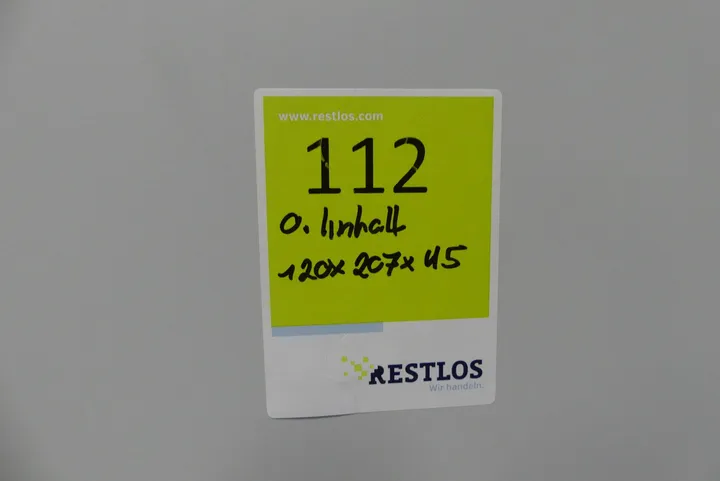 www.restlos.com
112
o. Inhalt
120x 207x 45
RESTLOS
Wir handeln.